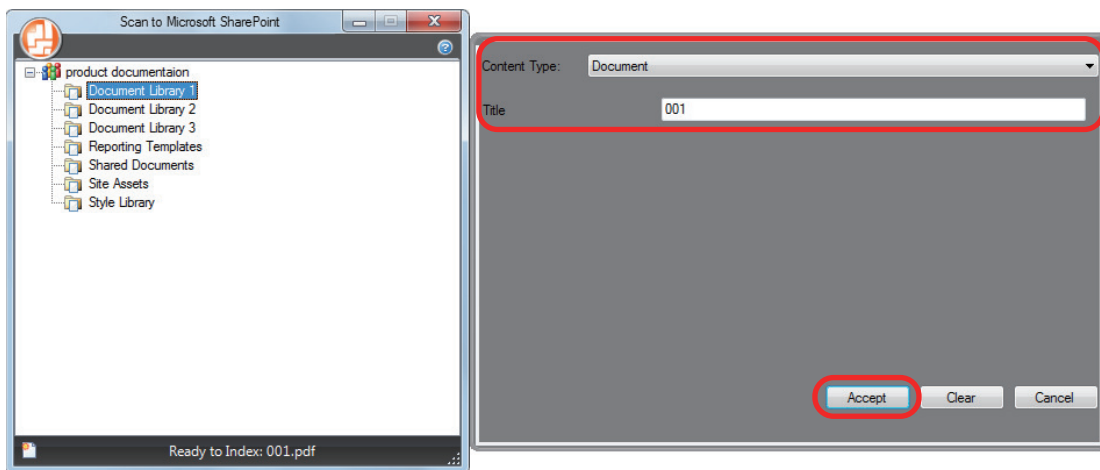 Scan to Microsoft SharePoint
product documentaion
Document Library 1
Document Library 2
Document Library 3
Reporting Templates
Shared Documents
Site Assets
Style Library
Ready to Index: 001.pdf
Content Type: Document
Title 001
Accept Clear Cancel